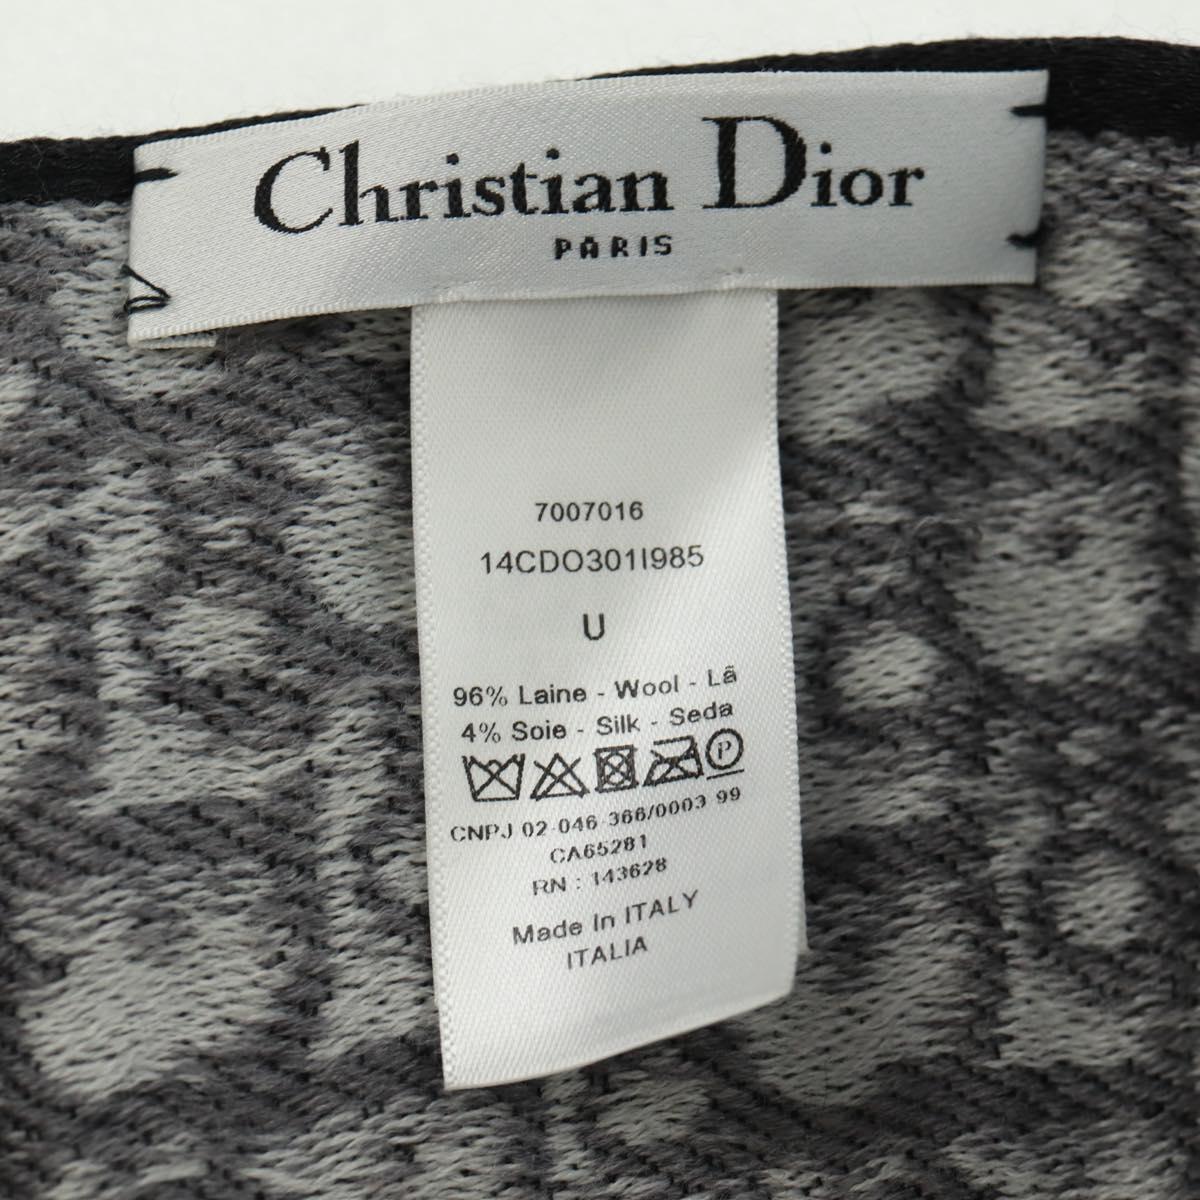 Christian Dior
PARIS
7007016
14CDO301I985
U
96% Laine - Wool - Lã
4% Soie - Silk - Seda
P
CNPJ 02-046-366/0003 99
CA65281
RN : 143628
Made In ITALY
ITALIA